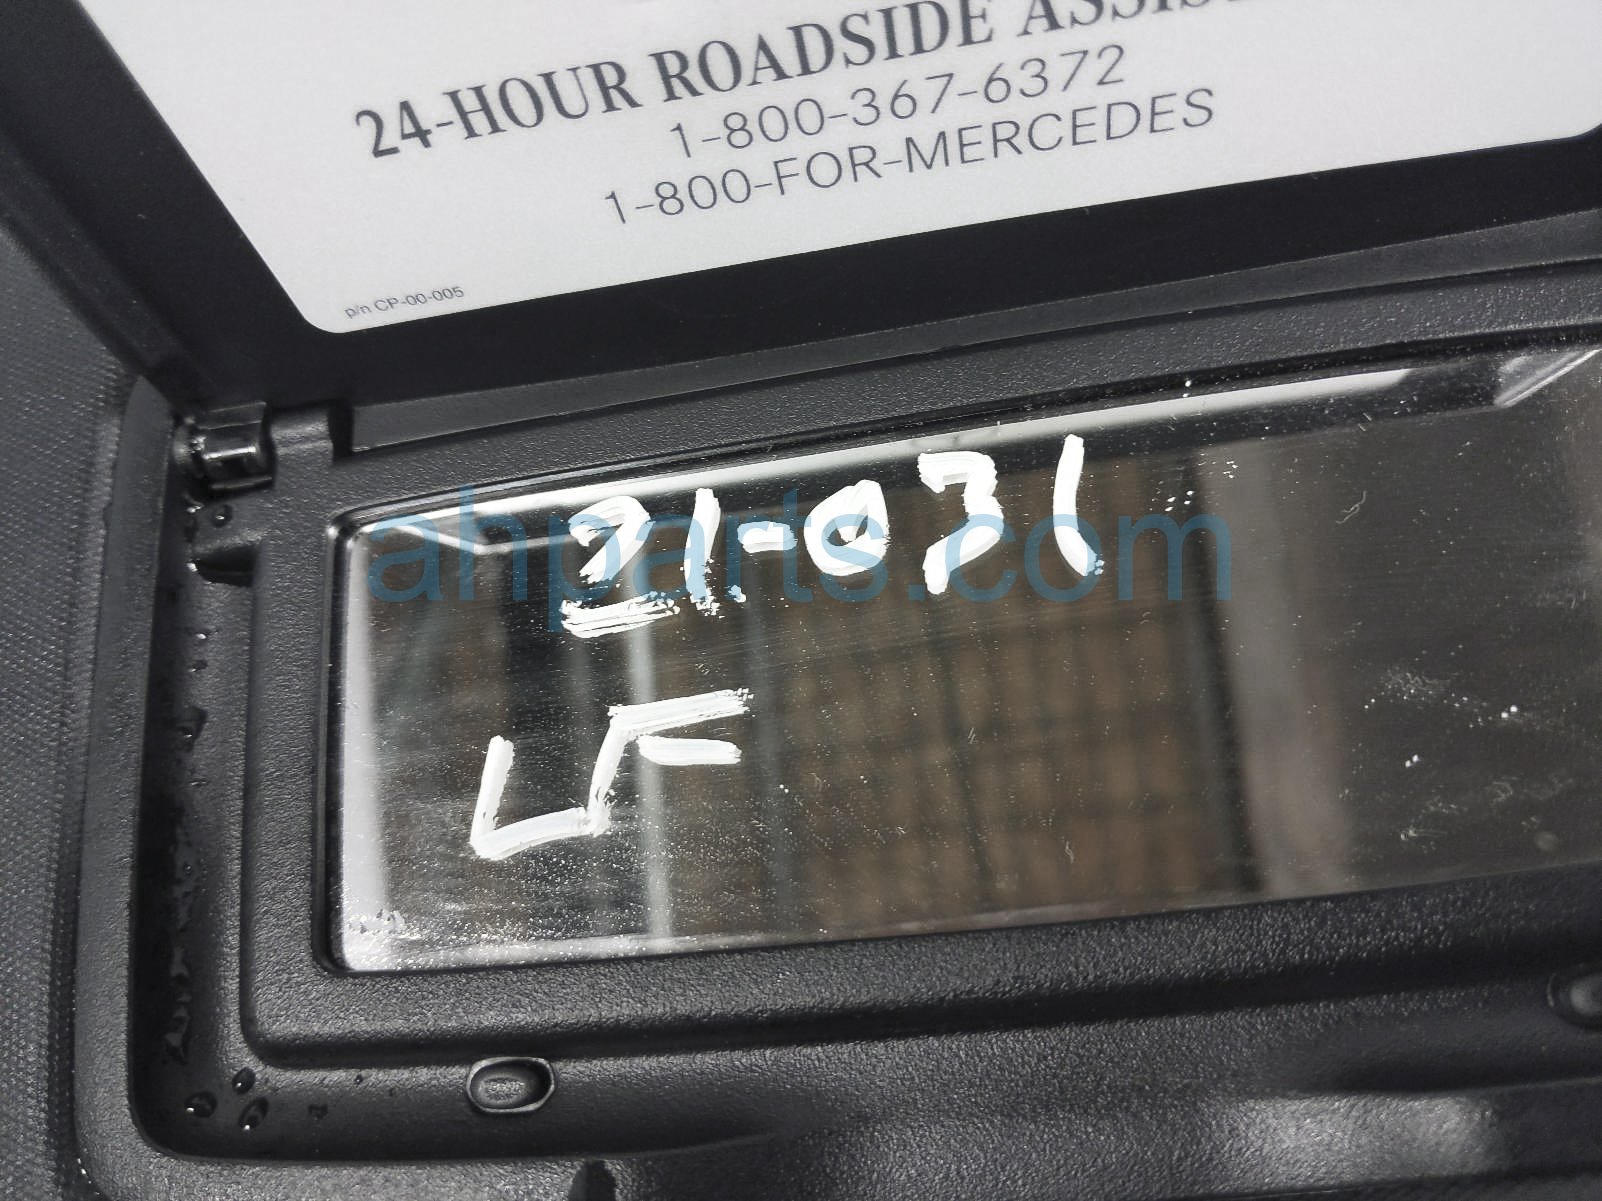 24-HOUR ROADSIDE
1-800-367-6372
1-800-FOR-MERCEDES
p/n CP-00-005
21-031
LF
ahparts.com